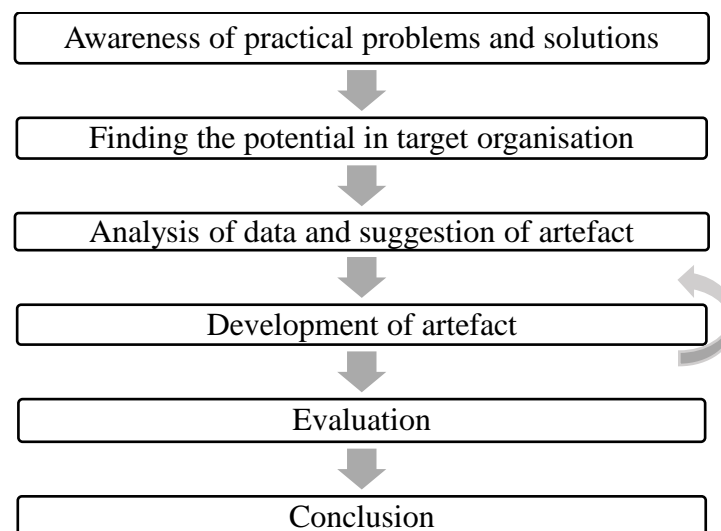 Awareness of practical problems and solutions
Finding the potential in target organisation
Analysis of data and suggestion of artefact
Development of artefact
Evaluation
Conclusion